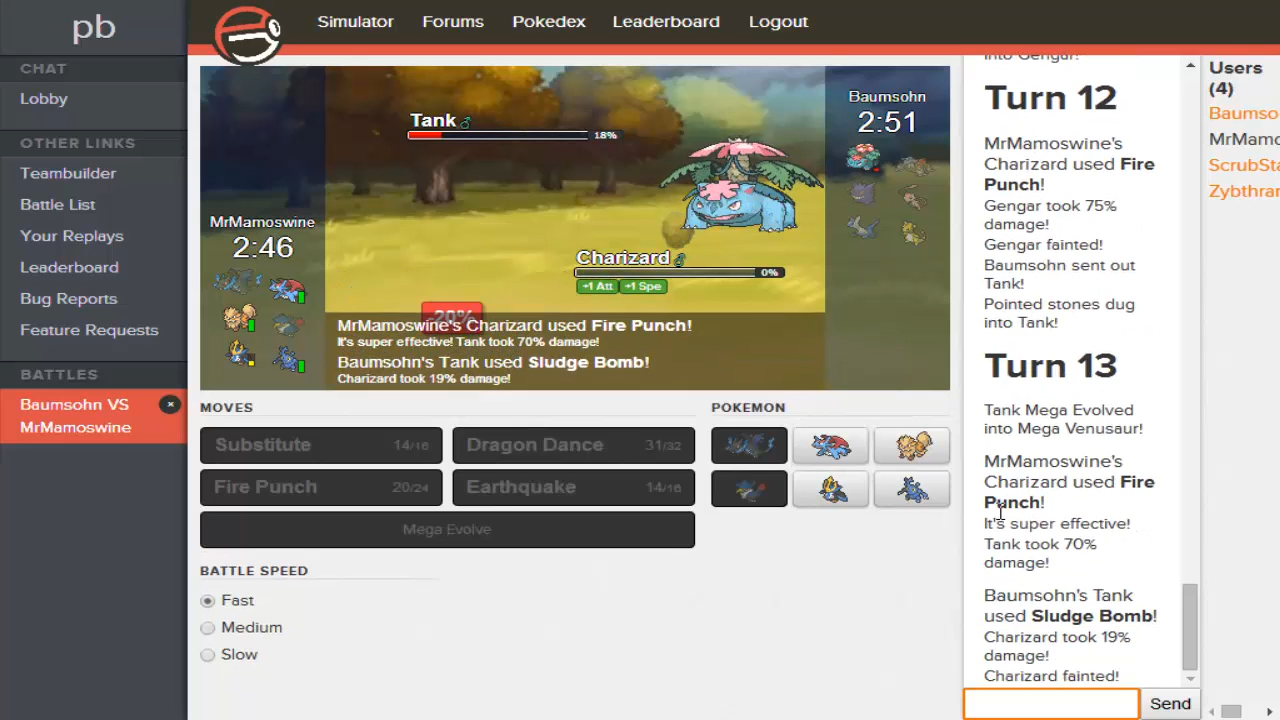 pb
Simulator Forums Pokedex Leaderboard Logout
CHAT
Lobby
OTHER LINKS
Teambuilder
Battle List
Your Replays
Leaderboard
Bug Reports
Feature Requests
BATTLES
Baumsohn VS
MrMamoswine
×
MrMamoswine
2:46
Tank ♂
18%
Charizard ♂
0%
+1 Att +1 Spe
-20%
MrMamoswine's Charizard used Fire Punch!
It's super effective! Tank took 70% damage!
Baumsohn's Tank used Sludge Bomb!
Charizard took 19% damage!
Baumsohn
2:51
MOVES
Substitute 14/16
Dragon Dance 31/32
Fire Punch 20/24
Earthquake 14/16
Mega Evolve
POKEMON
BATTLE SPEED
Fast
Medium
Slow
into Gengar!
Turn 12
MrMamoswine's
Charizard used Fire
Punch!
Gengar took 75%
damage!
Gengar fainted!
Baumsohn sent out
Tank!
Pointed stones dug
into Tank!
Turn 13
Tank Mega Evolved
into Mega Venusaur!
MrMamoswine's
Charizard used Fire
Punch!
It's super effective!
Tank took 70%
damage!
Baumsohn's Tank
used Sludge Bomb!
Charizard took 19%
damage!
Charizard fainted!
Send
Users
(4)
Baumso
MrMamo
ScrubSta
Zybthran